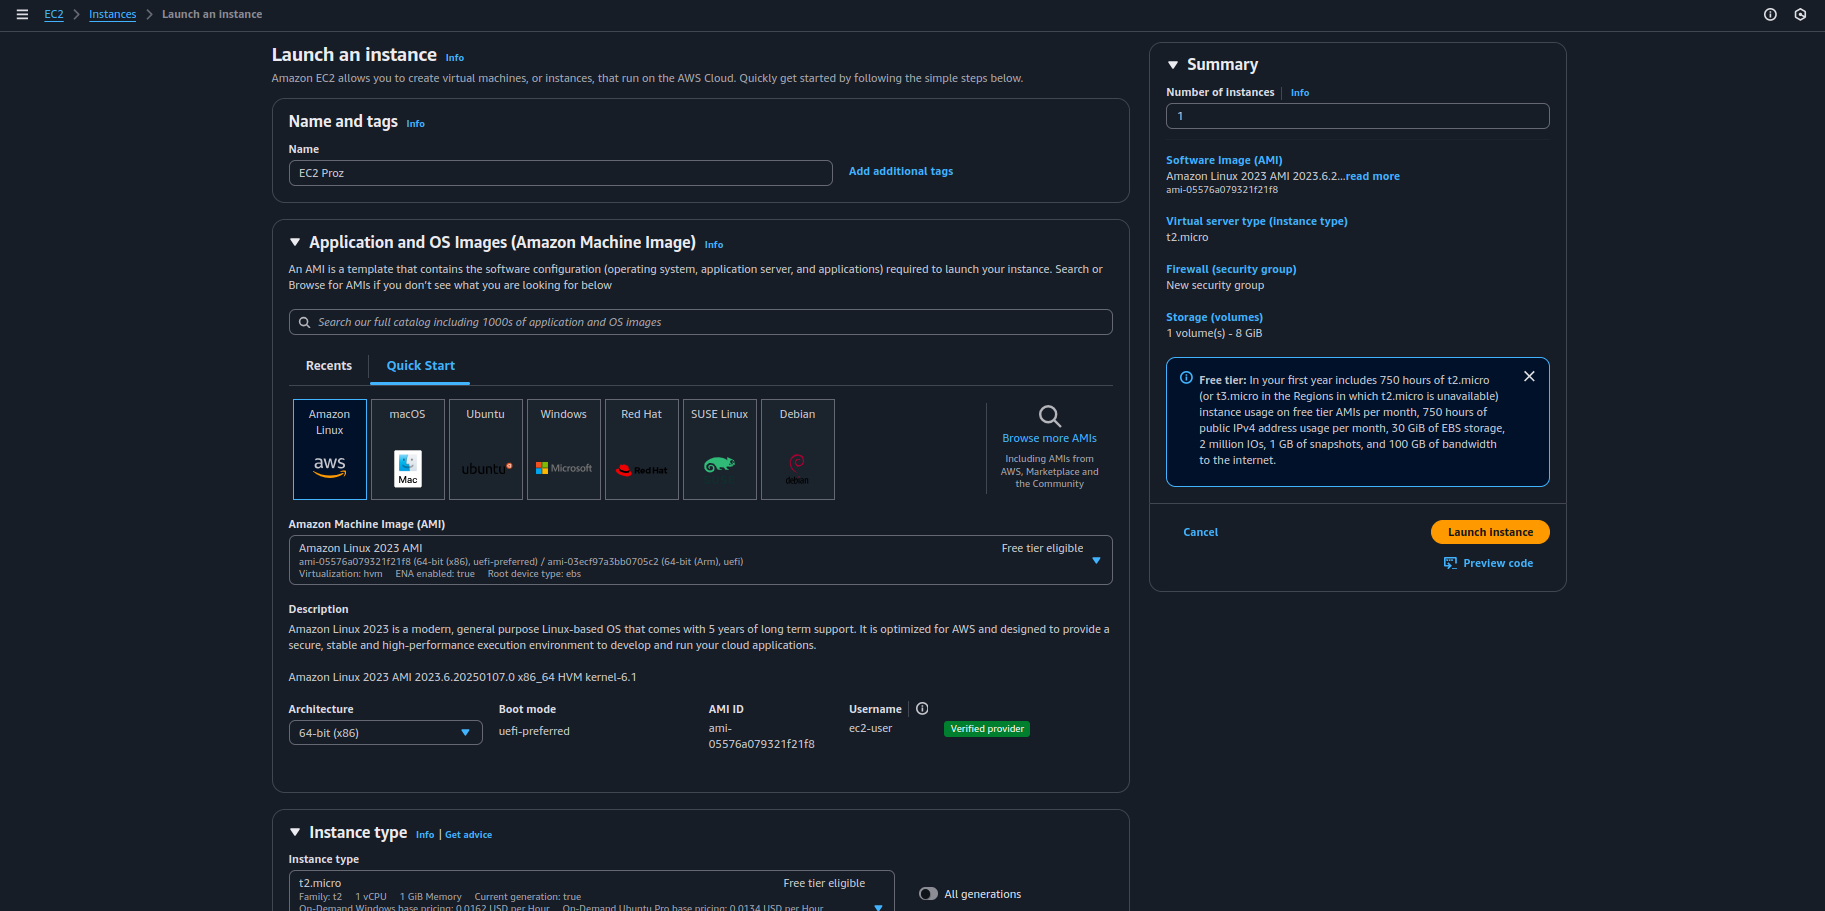 EC2 > Instances > Launch an instance
Launch an instance Info
Amazon EC2 allows you to create virtual machines, or instances, that run on the AWS Cloud. Quickly get started by following the simple steps below.
Name and tags Info
Name
EC2 Proz
Add additional tags
Application and OS Images (Amazon Machine Image) Info
An AMI is a template that contains the software configuration (operating system, application server, and applications) required to launch your instance. Search or
Browse for AMIs if you don't see what you are looking for below
Search our full catalog including 1000s of application and OS images
Recents
Quick Start
Amazon
Linux
aws
macOS
Mac
Ubuntu
ubuntu
Windows
Microsoft
Red Hat
Red Hat
SUSE Linux
Debian
debian
Browse more AMIs
Including AMIs from
AWS, Marketplace and
the Community
Amazon Machine Image (AMI)
Amazon Linux 2023 AMI
Free tier eligible
ami-05576a079321f21f8 (64-bit (x86), uefi-preferred) / ami-03ecf97a3bb0705c2 (64-bit (Arm), uefi)
Virtualization: hvm ENA enabled: true Root device type: ebs
Description
Amazon Linux 2023 is a modern, general purpose Linux-based OS that comes with 5 years of long term support. It is optimized for AWS and designed to provide a
secure, stable and high-performance execution environment to develop and run your cloud applications.
Amazon Linux 2023 AMI 2023.6.20250107.0 x86_64 HVM kernel-6.1
Architecture
64-bit (x86)
Boot mode
uefi-preferred
AMI ID
ami-
05576a079321f21f8
Username
ec2-user
Verified provider
Instance type Info | Get advice
Instance type
t2.micro
Free tier eligible
Family: t2 1 vCPU 1 GiB Memory Current generation: true
On-Demand Windows base pricing: 0.0162 USD per Hour On-Demand Ubuntu Pro base pricing: 0.0134 USD per Hour
All generations
Summary
Number of instances Info
1
Software Image (AMI)
Amazon Linux 2023 AMI 2023.6.2...read more
ami-05576a079321f21f8
Virtual server type (instance type)
t2.micro
Firewall (security group)
New security group
Storage (volumes)
1 volume(s) - 8 GiB
Free tier: In your first year includes 750 hours of t2.micro
(or t3.micro in the Regions in which t2.micro is unavailable)
instance usage on free tier AMIs per month, 750 hours of
public IPv4 address usage per month, 30 GiB of EBS storage,
2 million IOs, 1 GB of snapshots, and 100 GB of bandwidth
to the internet.
Cancel
Launch instance
Preview code